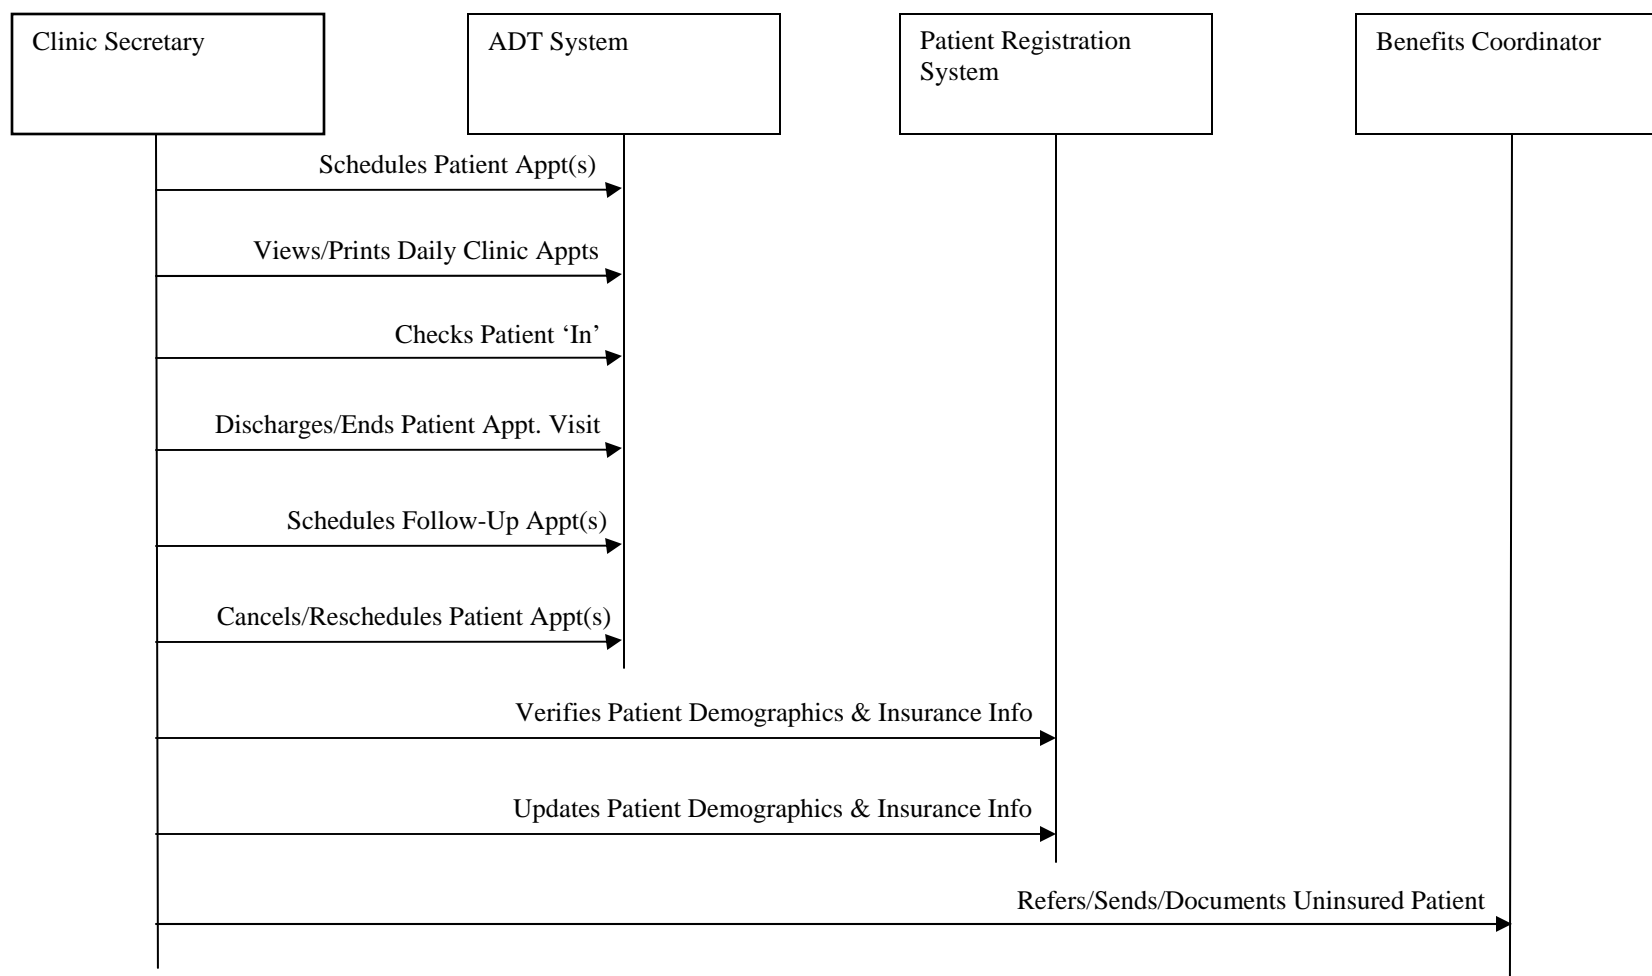 Clinic Secretary
ADT System
Patient Registration
System
Benefits Coordinator
Schedules Patient Appt(s)
Views/Prints Daily Clinic Appts
Checks Patient ‘In’
Discharges/Ends Patient Appt. Visit
Schedules Follow-Up Appt(s)
Cancels/Reschedules Patient Appt(s)
Verifies Patient Demographics & Insurance Info
Updates Patient Demographics & Insurance Info
Refers/Sends/Documents Uninsured Patient